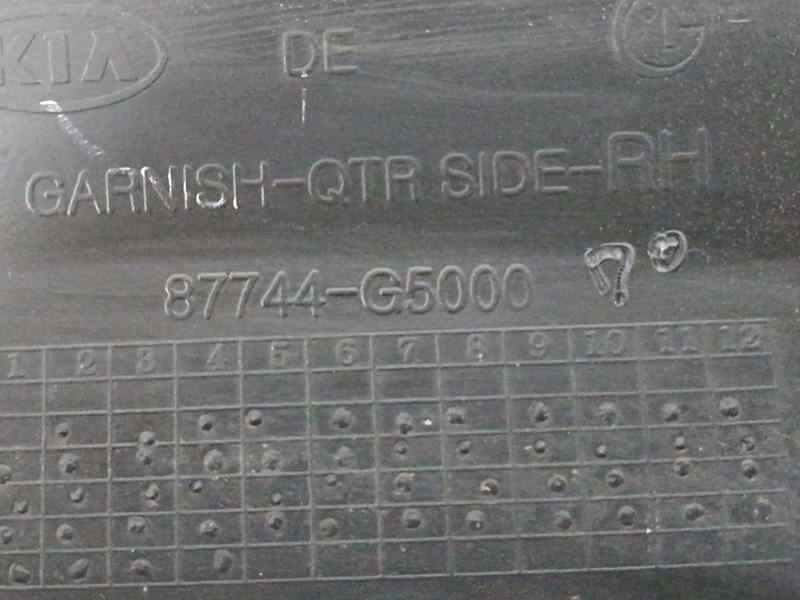 KIA DE
GARNISH-QTR SIDE-RH
87744-G5000
1 2 3 4 5 6 7 8 9 10 11 12